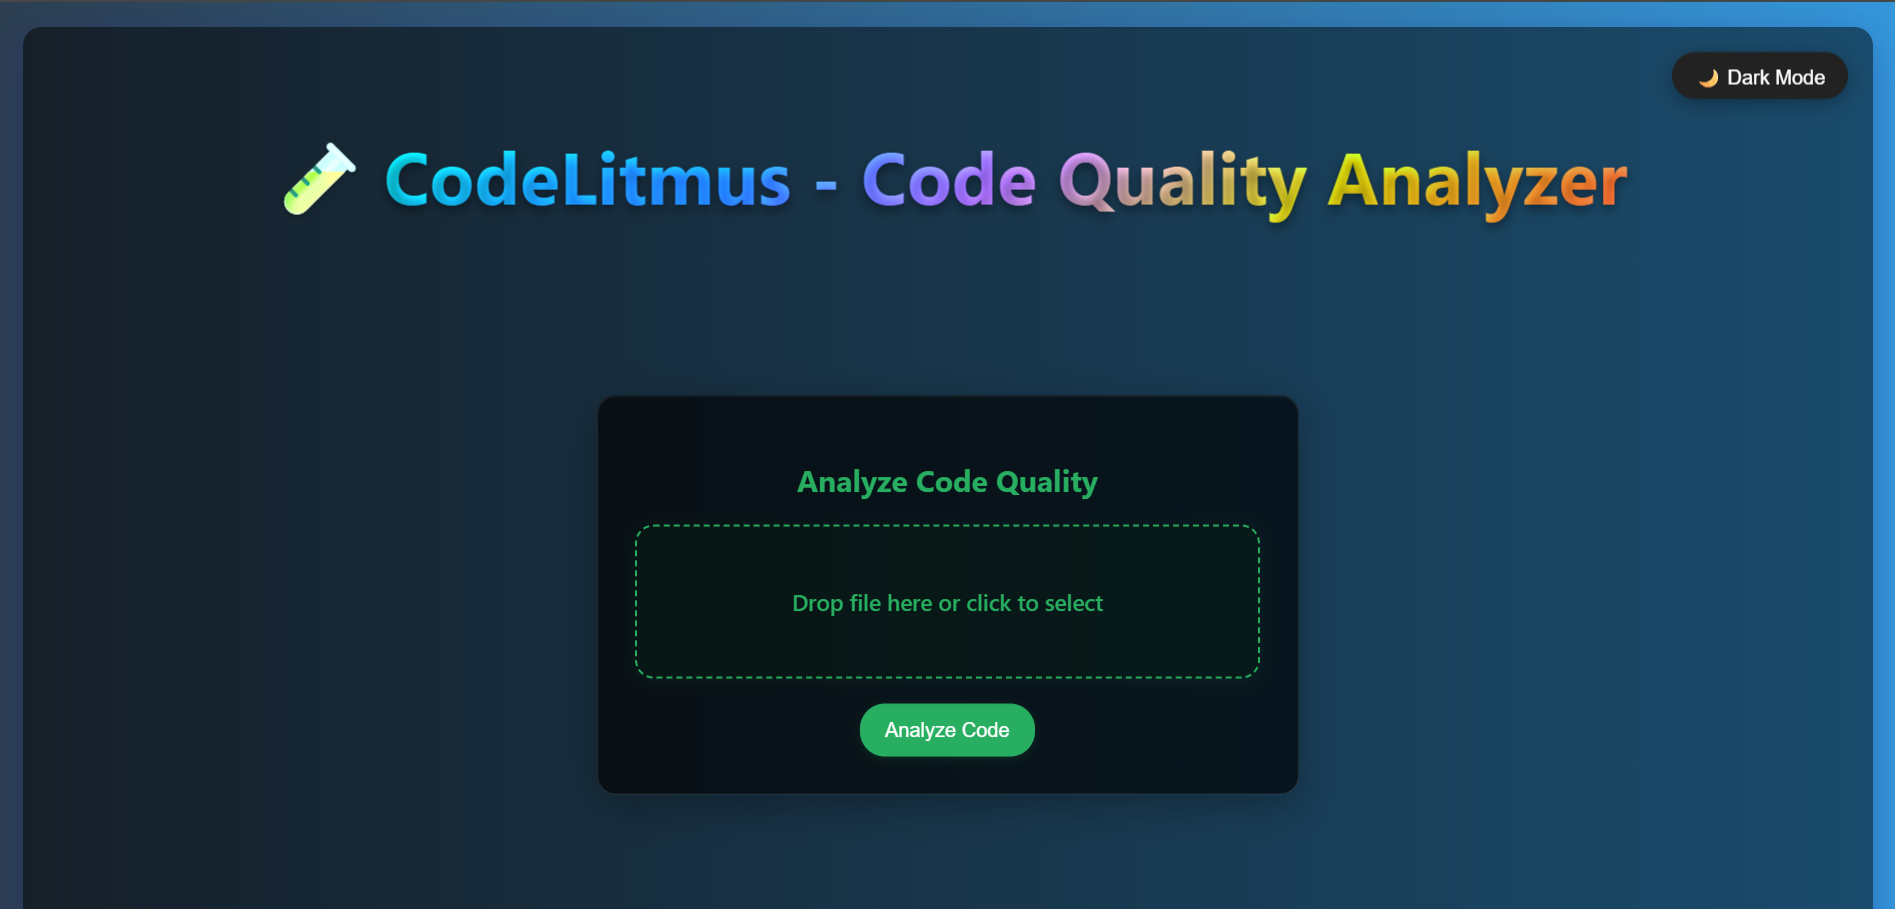 🌙 Dark Mode
🧪 CodeLitmus - Code Quality Analyzer
Analyze Code Quality
Drop file here or click to select
Analyze Code